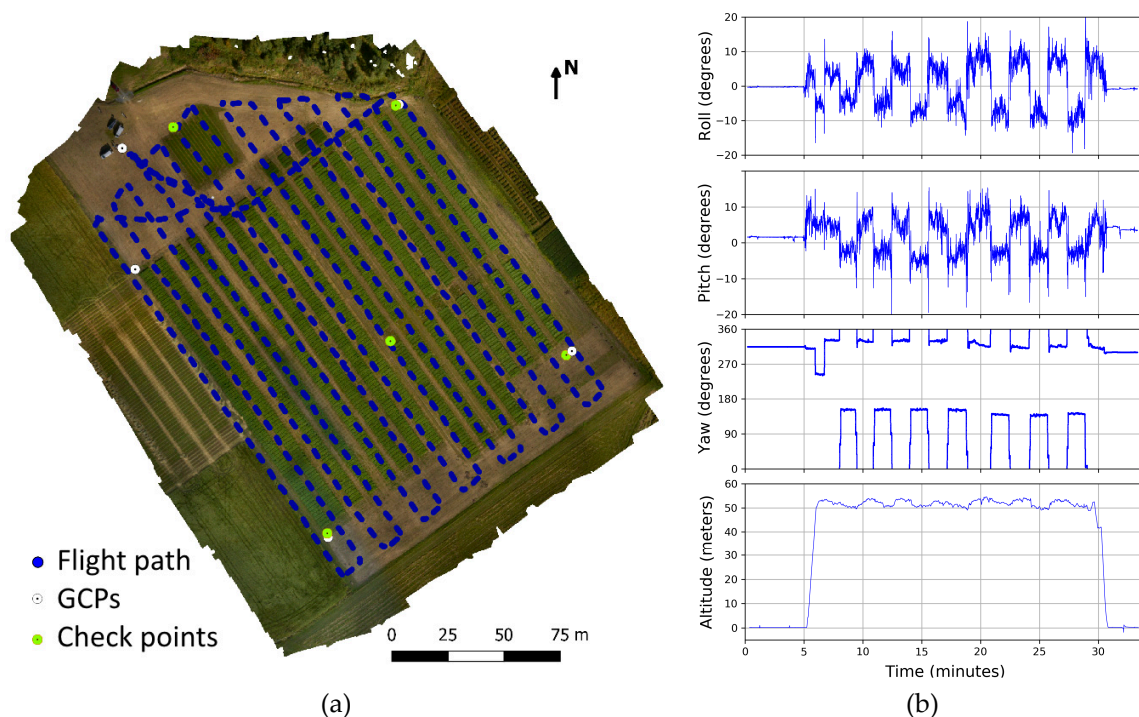 N
Flight path
GCPs
Check points
0 25 50 75 m
(a)
20
10
0
−10
−20
Roll (degrees)
20
10
0
−10
−20
Pitch (degrees)
360
270
180
90
0
Yaw (degrees)
60
50
40
30
20
10
0
Altitude (meters)
0 5 10 15 20 25 30
Time (minutes)
(b)